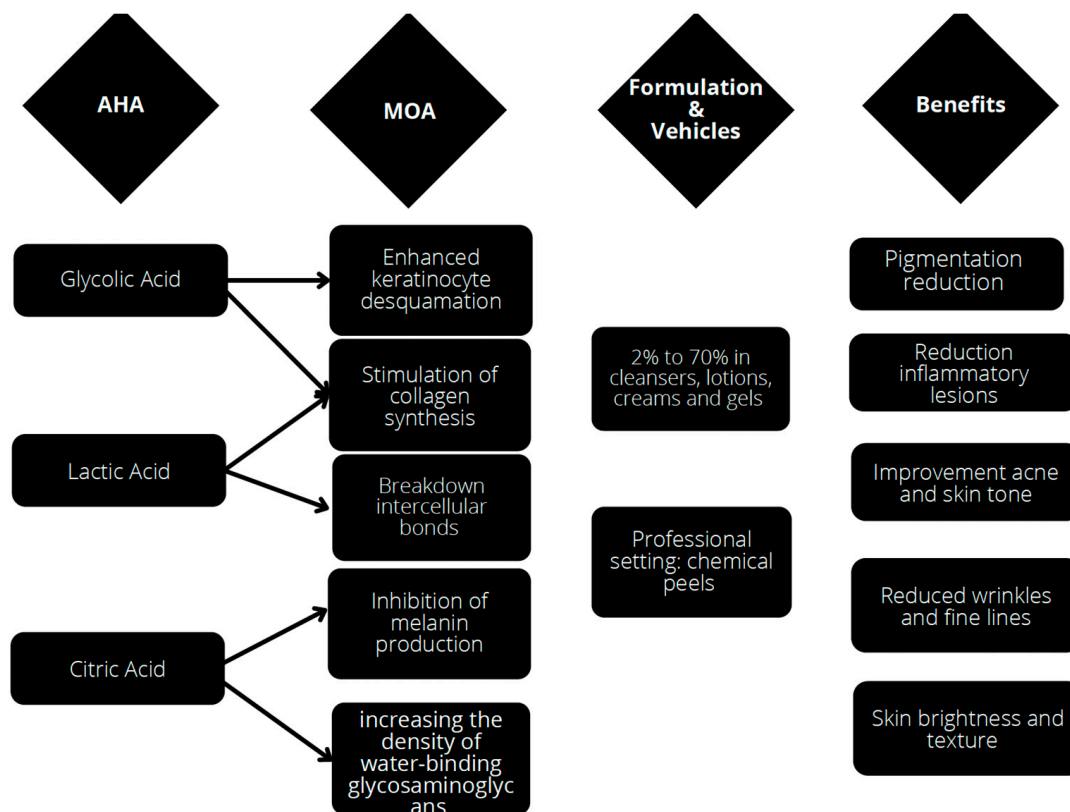 AHA
MOA
Formulation
&
Vehicles
Benefits
Glycolic Acid
Lactic Acid
Citric Acid
Enhanced
keratinocyte
desquamation
Stimulation of
collagen
synthesis
Breakdown
intercellular
bonds
Inhibition of
melanin
production
increasing the
density of
water-binding
glycosaminoglyc
ans
2% to 70% in
cleansers, lotions,
creams and gels
Professional
setting: chemical
peels
Pigmentation
reduction
Reduction
inflammatory
lesions
Improvement acne
and skin tone
Reduced wrinkles
and fine lines
Skin brightness and
texture